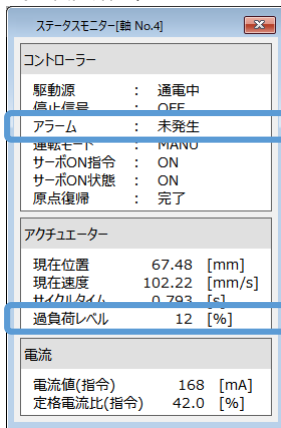 ステータスモニター[軸 No.4]
コントローラー
駆動源 : 通電中
停止信号 : OFF
アラーム : 未発生
運転モード : MANU
サーボON指令 : ON
サーボON状態 : ON
原点復帰 : 完了
アクチュエーター
現在位置 67.48 [mm]
現在速度 102.22 [mm/s]
サイクルタイム 0.793 [s]
過負荷レベル 12 [%]
電流
電流値(指令) 168 [mA]
定格電流比(指令) 42.0 [%]